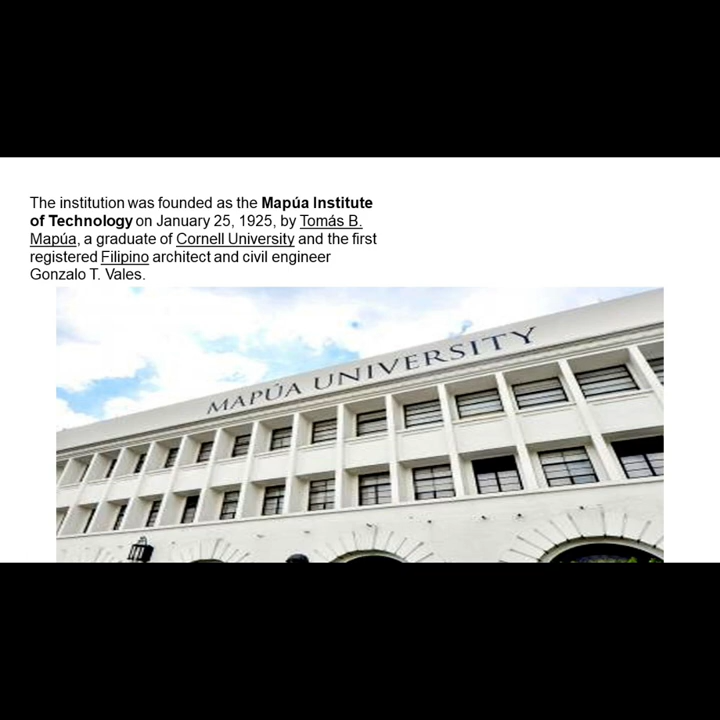 The institution was founded as the Mapúa Institute
of Technology on January 25, 1925, by Tomás B.
Mapúa, a graduate of Cornell University and the first
registered Filipino architect and civil engineer
Gonzalo T. Vales.
MAPÚA UNIVERSITY